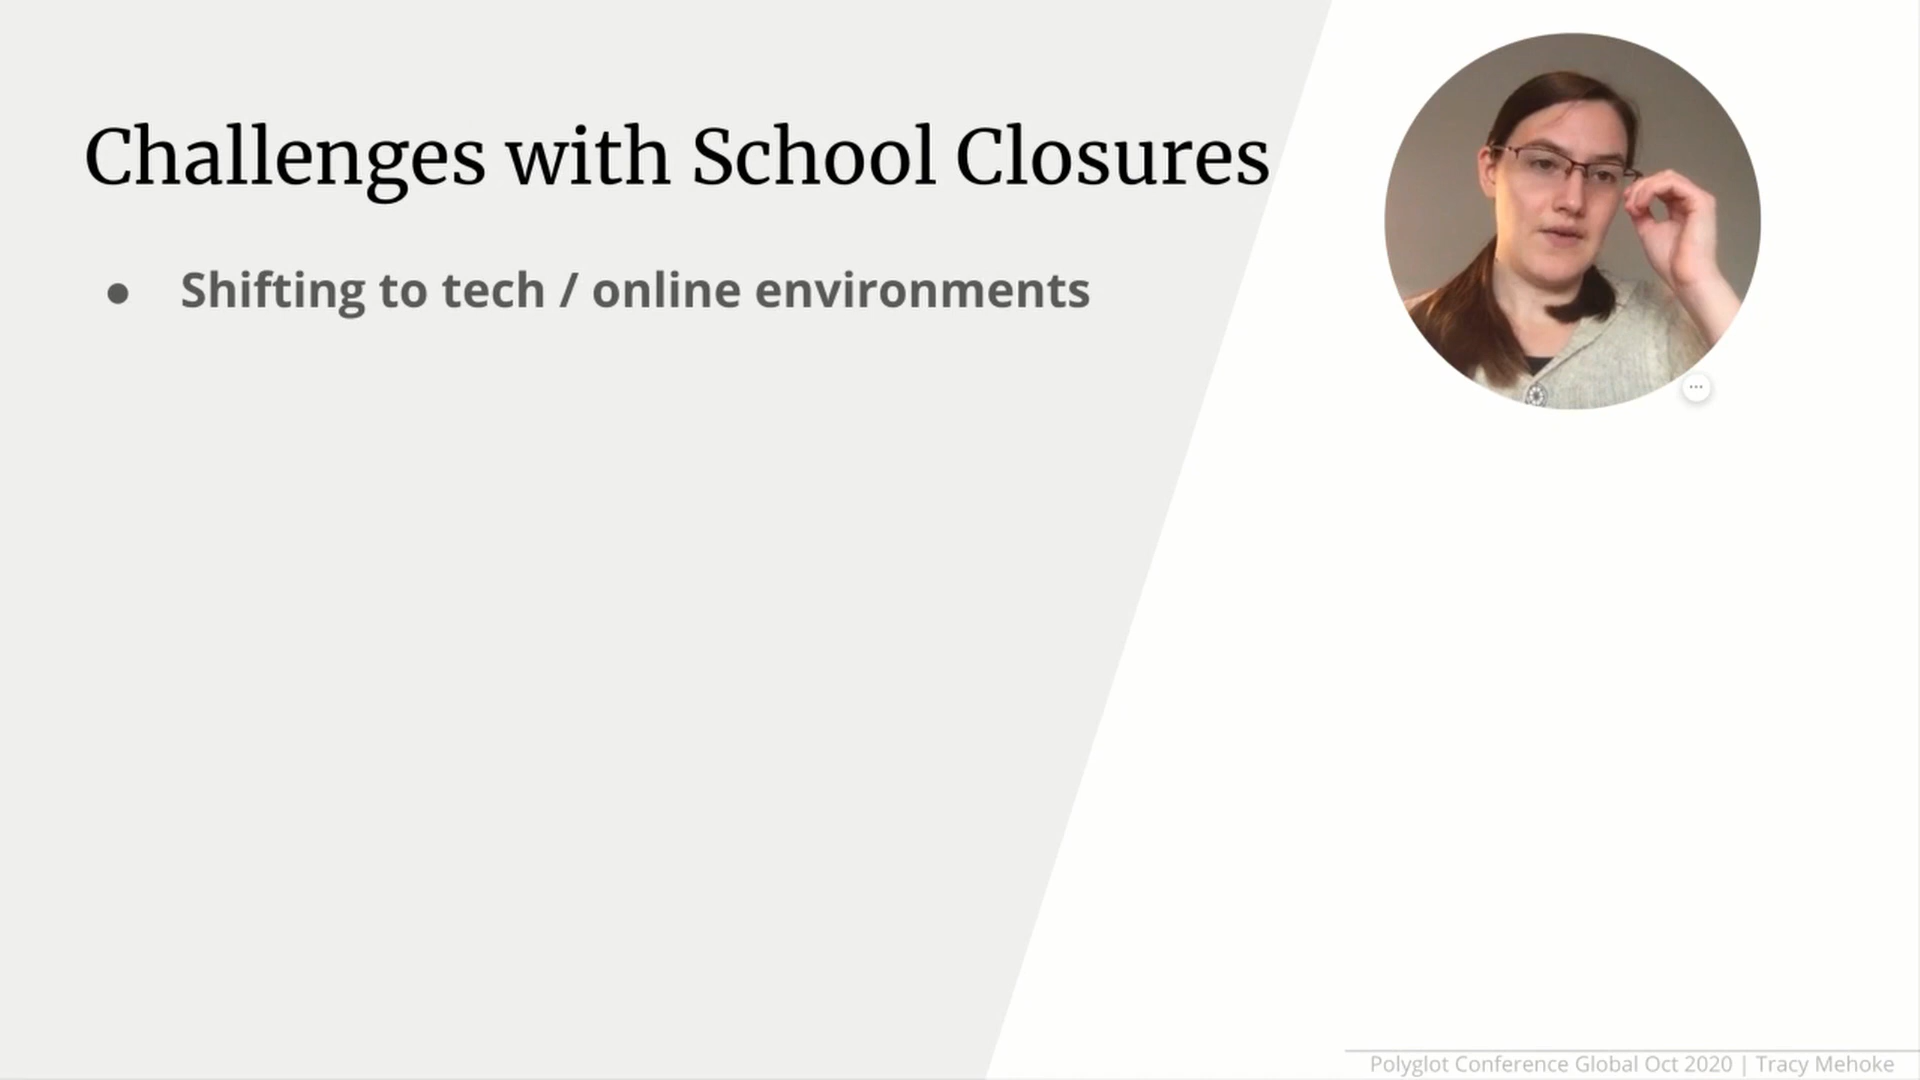 Challenges with School Closures
● Shifting to tech / online environments
Polyglot Conference Global Oct 2020 | Tracy Mehoke